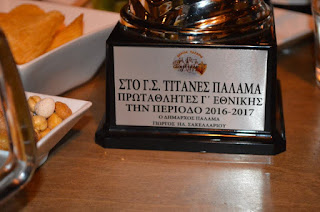 ΣΤΟ Γ.Σ. ΤΙΤΑΝΕΣ ΠΑΛΑΜΑ
ΠΡΩΤΑΘΛΗΤΕΣ Γ΄ ΕΘΝΙΚΗΣ
ΤΗΝ ΠΕΡΙΟΔΟ 2016-2017
Ο ΔΗΜΑΡΧΟΣ ΠΑΛΑΜΑ
ΓΙΩΡΓΟΣ ΗΛ. ΣΑΚΕΛΛΑΡΙΟΥ